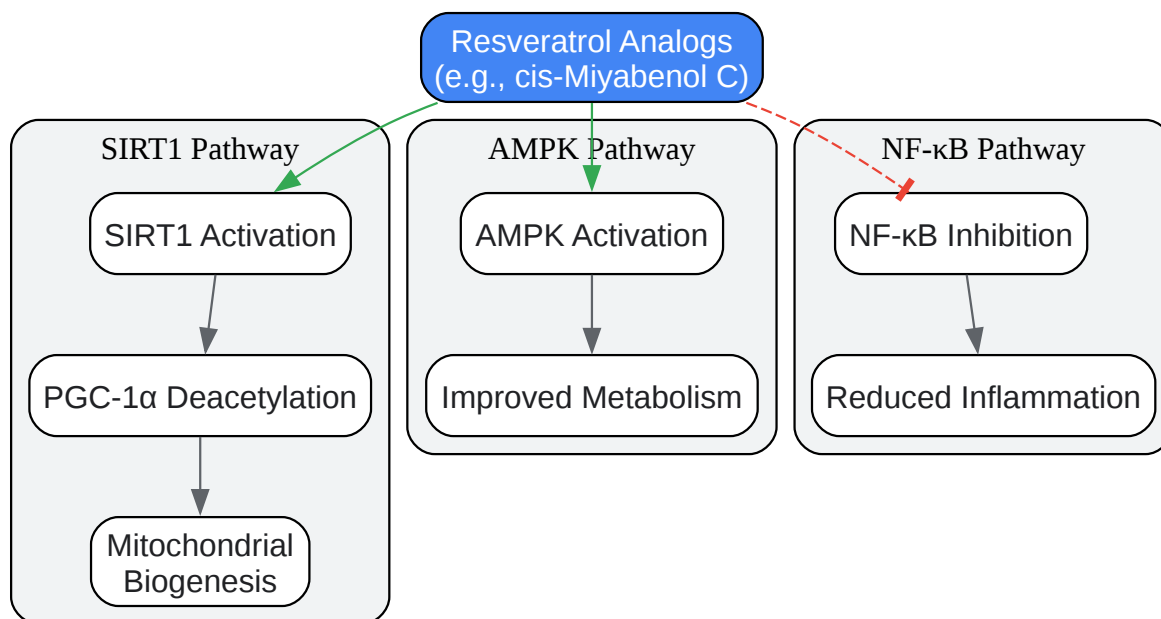 Resveratrol Analogs
(e.g., cis-Miyabenol C)
SIRT1 Pathway
AMPK Pathway
NF-κB Pathway
SIRT1 Activation
AMPK Activation
NF-κB Inhibition
PGC-1α Deacetylation
Improved Metabolism
Reduced Inflammation
Mitochondrial
Biogenesis